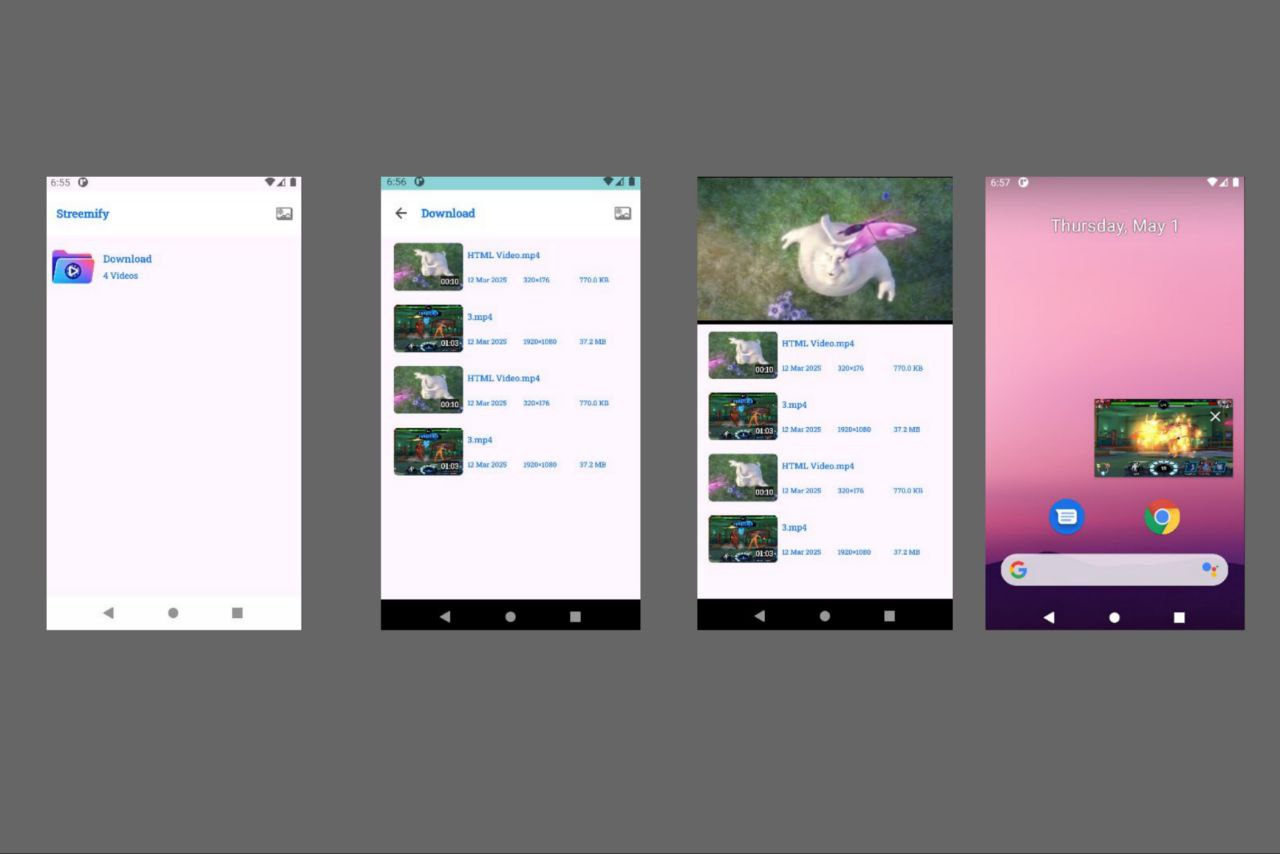 6:55
Streemify
Download
4 Videos
6:56
Download
HTML Video.mp4
00:10
12 Mar 2025 320×176 770.0 KB
3.mp4
01:03
12 Mar 2025 1920×1080 37.2 MB
HTML Video.mp4
00:10
12 Mar 2025 320×176 770.0 KB
3.mp4
01:03
12 Mar 2025 1920×1080 37.2 MB
HTML Video.mp4
00:10
12 Mar 2025 320×176 770.0 KB
3.mp4
01:03
12 Mar 2025 1920×1080 37.2 MB
HTML Video.mp4
00:10
12 Mar 2025 320×176 770.0 KB
3.mp4
01:03
12 Mar 2025 1920×1080 37.2 MB
6:57
Thursday, May 1